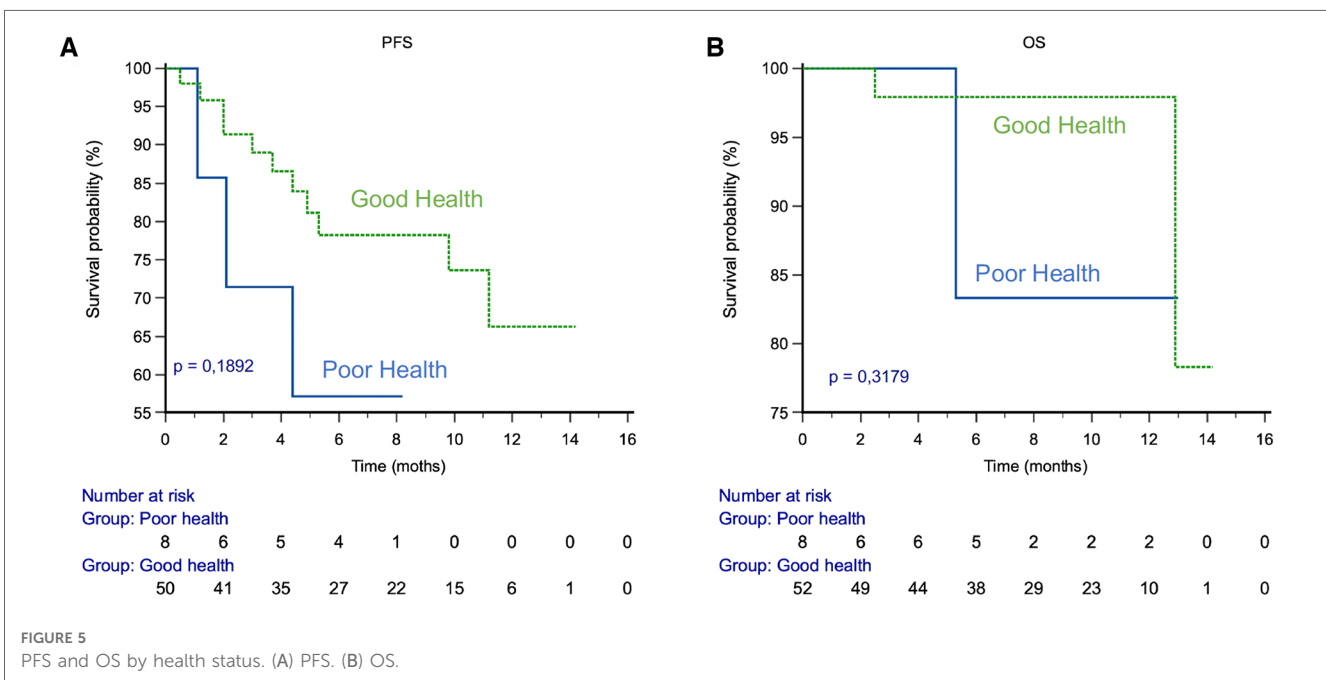 A
PFS
100
95
90
85
80
75
70
65
60
55
Survival probability (%)
Good Health
Poor Health
p = 0,1892
0 2 4 6 8 10 12 14 16
Time (moths)
Number at risk
Group: Poor health
8 6 5 4 1 0 0 0 0
Group: Good health
50 41 35 27 22 15 6 1 0
B
OS
100
95
90
85
80
75
Survival probability (%)
Good Health
Poor Health
p = 0,3179
0 2 4 6 8 10 12 14 16
Time (months)
Number at risk
Group: Poor health
8 6 6 5 2 2 2 0 0
Group: Good health
52 49 44 38 29 23 10 1 0
FIGURE 5
PFS and OS by health status. (A) PFS. (B) OS.